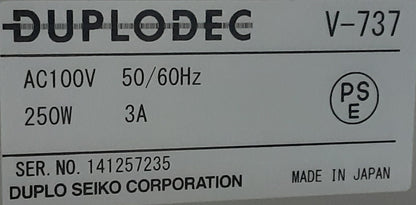 DUPLODEC V-737
AC100V 50/60Hz
250W 3A
PS
E
SER. NO. 141257235
DUPLO SEIKO CORPORATION MADE IN JAPAN